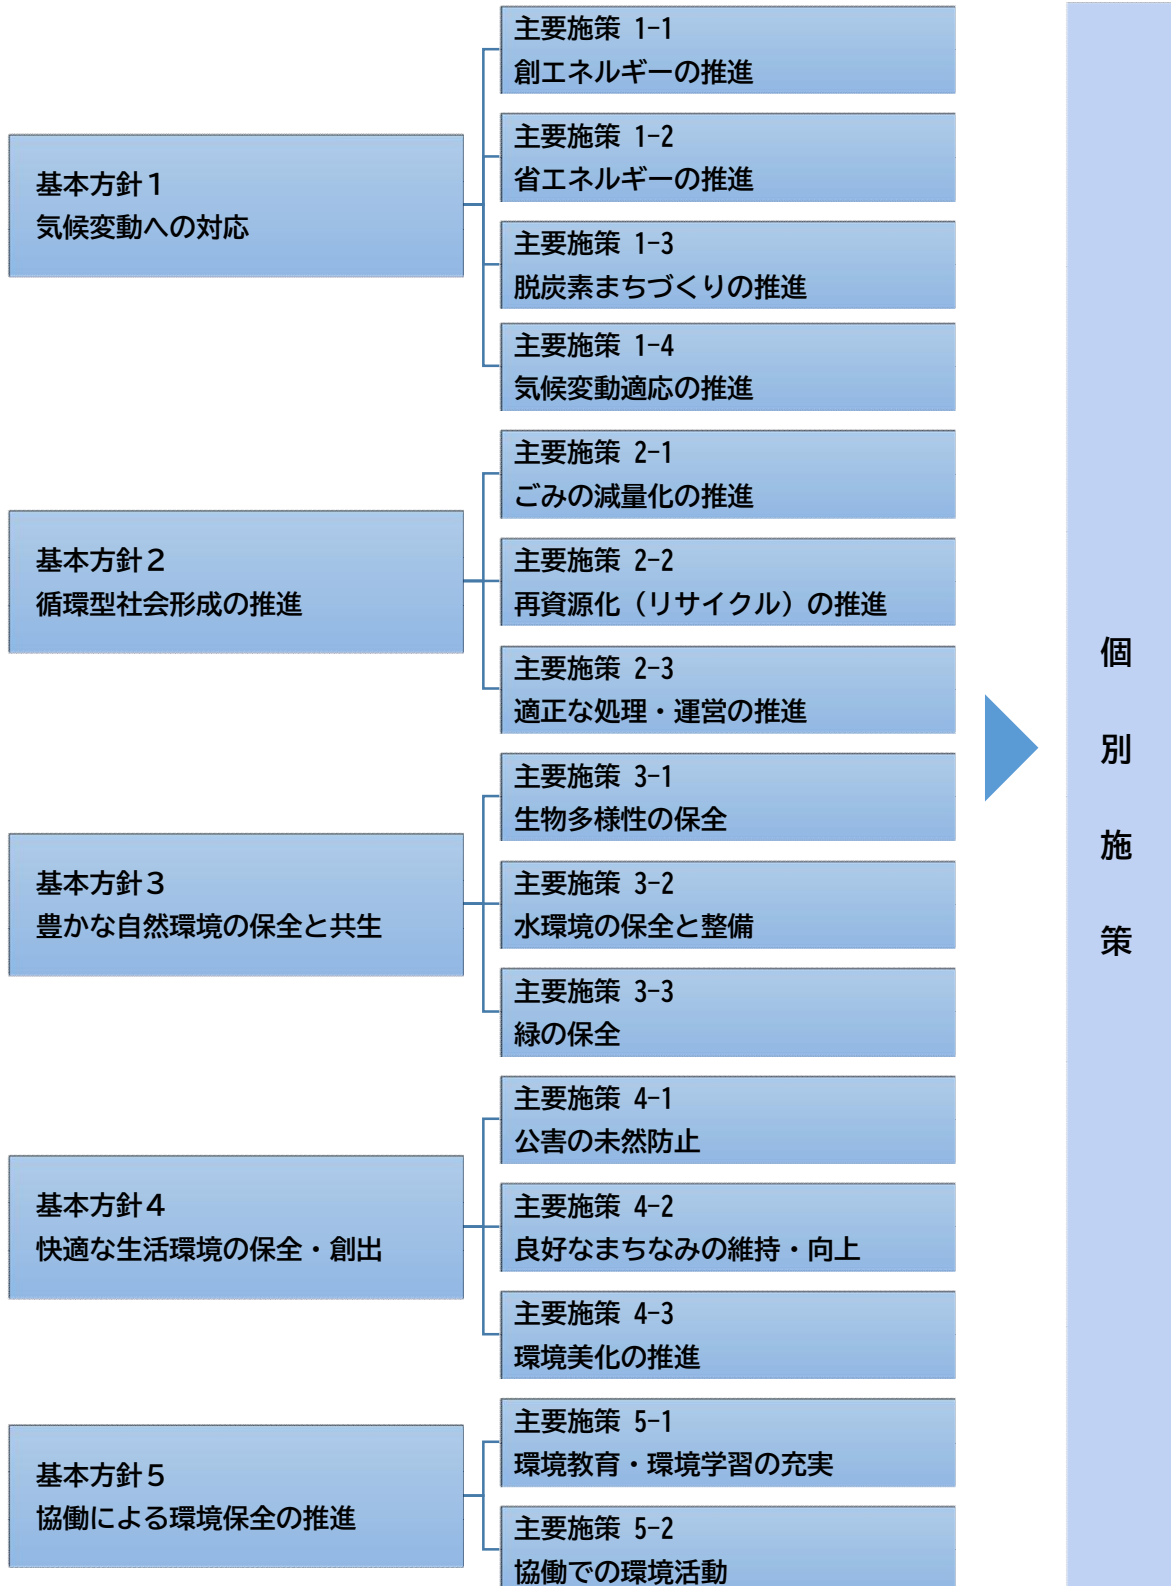 基本方針１
気候変動への対応
主要施策 1-1
創エネルギーの推進
主要施策 1-2
省エネルギーの推進
主要施策 1-3
脱炭素まちづくりの推進
主要施策 1-4
気候変動適応の推進
基本方針２
循環型社会形成の推進
主要施策 2-1
ごみの減量化の推進
主要施策 2-2
再資源化（リサイクル）の推進
主要施策 2-3
適正な処理・運営の推進
基本方針３
豊かな自然環境の保全と共生
主要施策 3-1
生物多様性の保全
主要施策 3-2
水環境の保全と整備
主要施策 3-3
緑の保全
基本方針４
快適な生活環境の保全・創出
主要施策 4-1
公害の未然防止
主要施策 4-2
良好なまちなみの維持・向上
主要施策 4-3
環境美化の推進
基本方針５
協働による環境保全の推進
主要施策 5-1
環境教育・環境学習の充実
主要施策 5-2
協働での環境活動
個別施策